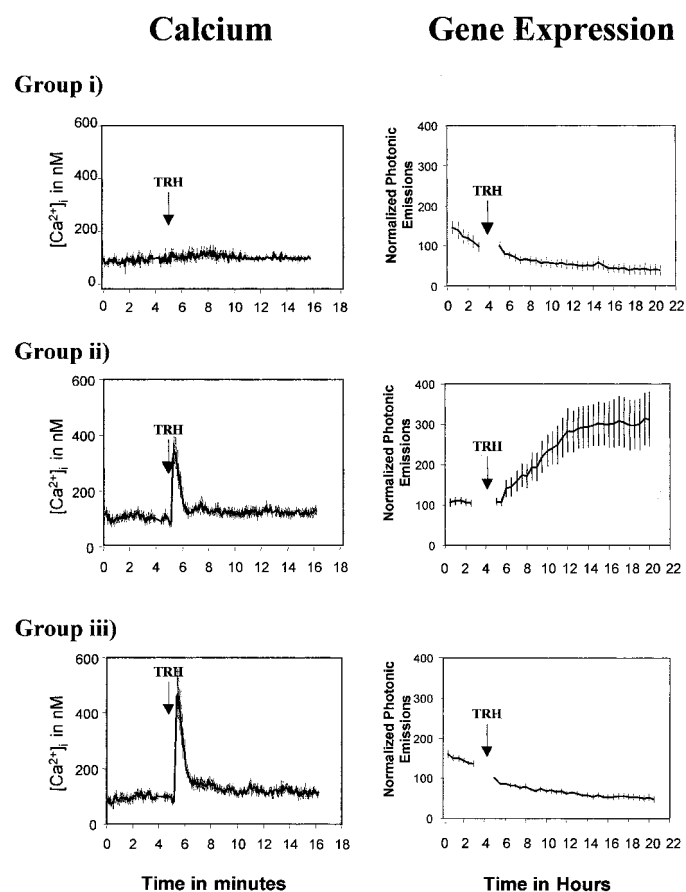 Calcium
Gene Expression
Group i)
[Ca²⁺]ᵢ in nM
600
400
200
0
TRH
0 2 4 6 8 10 12 14 16 18
Normalized Photonic
Emissions
400
300
200
100
0
TRH
0 2 4 6 8 10 12 14 16 18 20 22
Group ii)
[Ca²⁺]ᵢ in nM
600
400
200
0
TRH
0 2 4 6 8 10 12 14 16 18
Normalized Photonic
Emissions
400
300
200
100
0
TRH
0 2 4 6 8 10 12 14 16 18 20 22
Group iii)
[Ca²⁺]ᵢ in nM
600
400
200
0
TRH
0 2 4 6 8 10 12 14 16 18
Normalized Photonic
Emissions
400
300
200
100
0
TRH
0 2 4 6 8 10 12 14 16 18 20 22
Time in minutes
Time in Hours